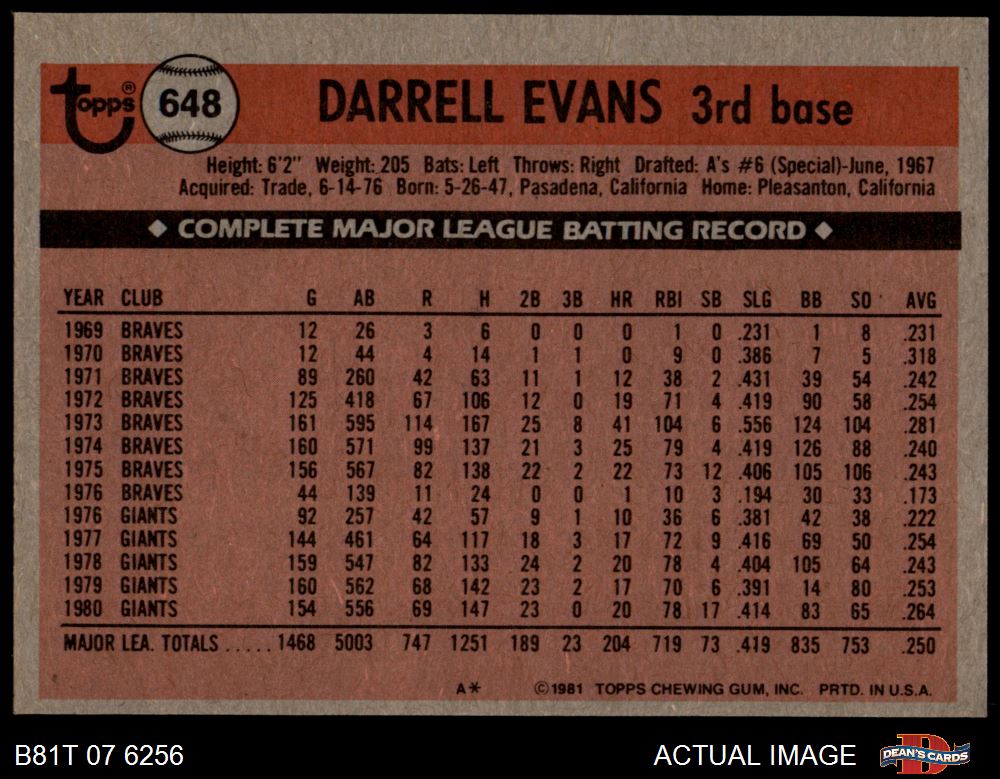 Topps® 648 DARRELL EVANS 3rd base
Height: 6'2" Weight: 205 Bats: Left Throws: Right Drafted: A's #6 (Special)-June, 1967
Acquired: Trade, 6-14-76 Born: 5-26-47, Pasadena, California Home: Pleasanton, California
◆ COMPLETE MAJOR LEAGUE BATTING RECORD ◆
YEAR CLUB G AB R H 2B 3B HR RBI SB SLG BB SO AVG
1969 BRAVES 12 26 3 6 0 0 0 1 0 .231 1 8 .231
1970 BRAVES 12 44 4 14 1 1 0 9 0 .386 7 5 .318
1971 BRAVES 89 260 42 63 11 1 12 38 2 .431 39 54 .242
1972 BRAVES 125 418 67 106 12 0 19 71 4 .419 90 58 .254
1973 BRAVES 161 595 114 167 25 8 41 104 6 .556 124 104 .281
1974 BRAVES 160 571 99 137 21 3 25 79 4 .419 126 88 .240
1975 BRAVES 156 567 82 138 22 2 22 73 12 .406 105 106 .243
1976 BRAVES 44 139 11 24 0 0 1 10 3 .194 30 33 .173
1976 GIANTS 92 257 42 57 9 1 10 36 6 .381 42 38 .222
1977 GIANTS 144 461 64 117 18 3 17 72 9 .416 69 50 .254
1978 GIANTS 159 547 82 133 24 2 20 78 4 .404 105 64 .243
1979 GIANTS 160 562 68 142 23 2 17 70 6 .391 14 80 .253
1980 GIANTS 154 556 69 147 23 0 20 78 17 .414 83 65 .264
MAJOR LEA. TOTALS ..... 1468 5003 747 1251 189 23 204 719 73 .419 835 753 .250
A* ©1981 TOPPS CHEWING GUM, INC. PRTD. IN U.S.A.
B81T 07 6256 ACTUAL IMAGE DEAN'S CARDS